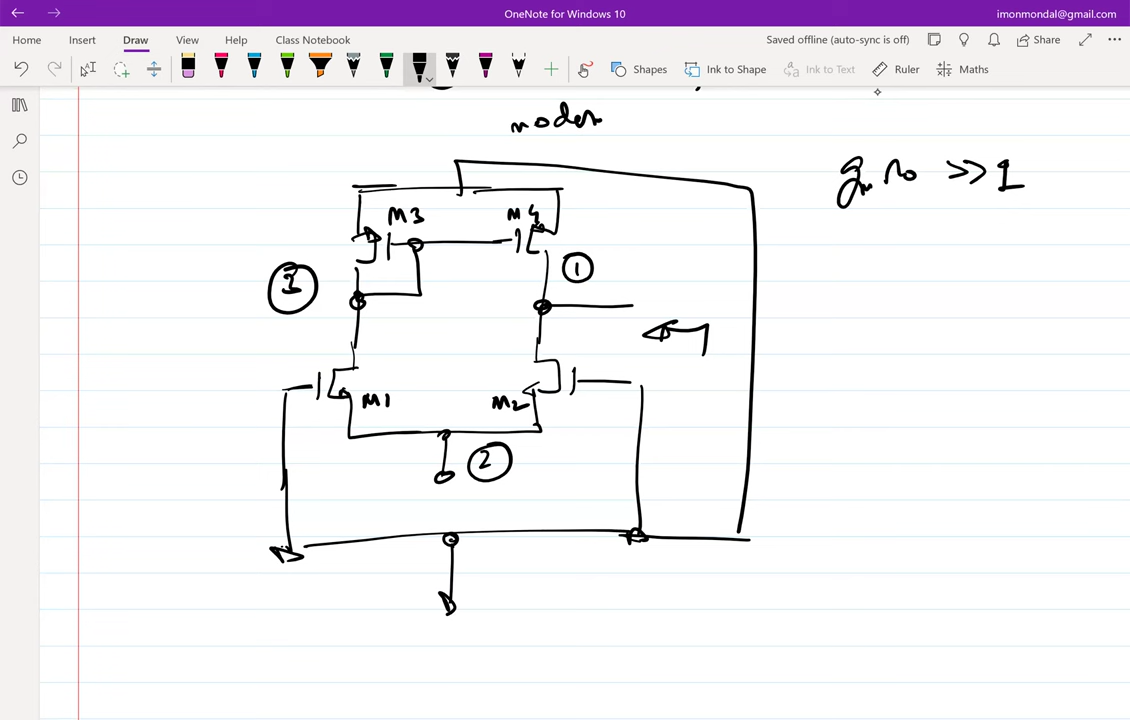 OneNote for Windows 10
imonmondal@gmail.com
Home Insert Draw View Help Class Notebook
Saved offline (auto-sync is off) Share
Shapes Ink to Shape Ink to Text Ruler Maths
nodes
gm ro >> 1
M3 M4
1
3
M1 M2
2